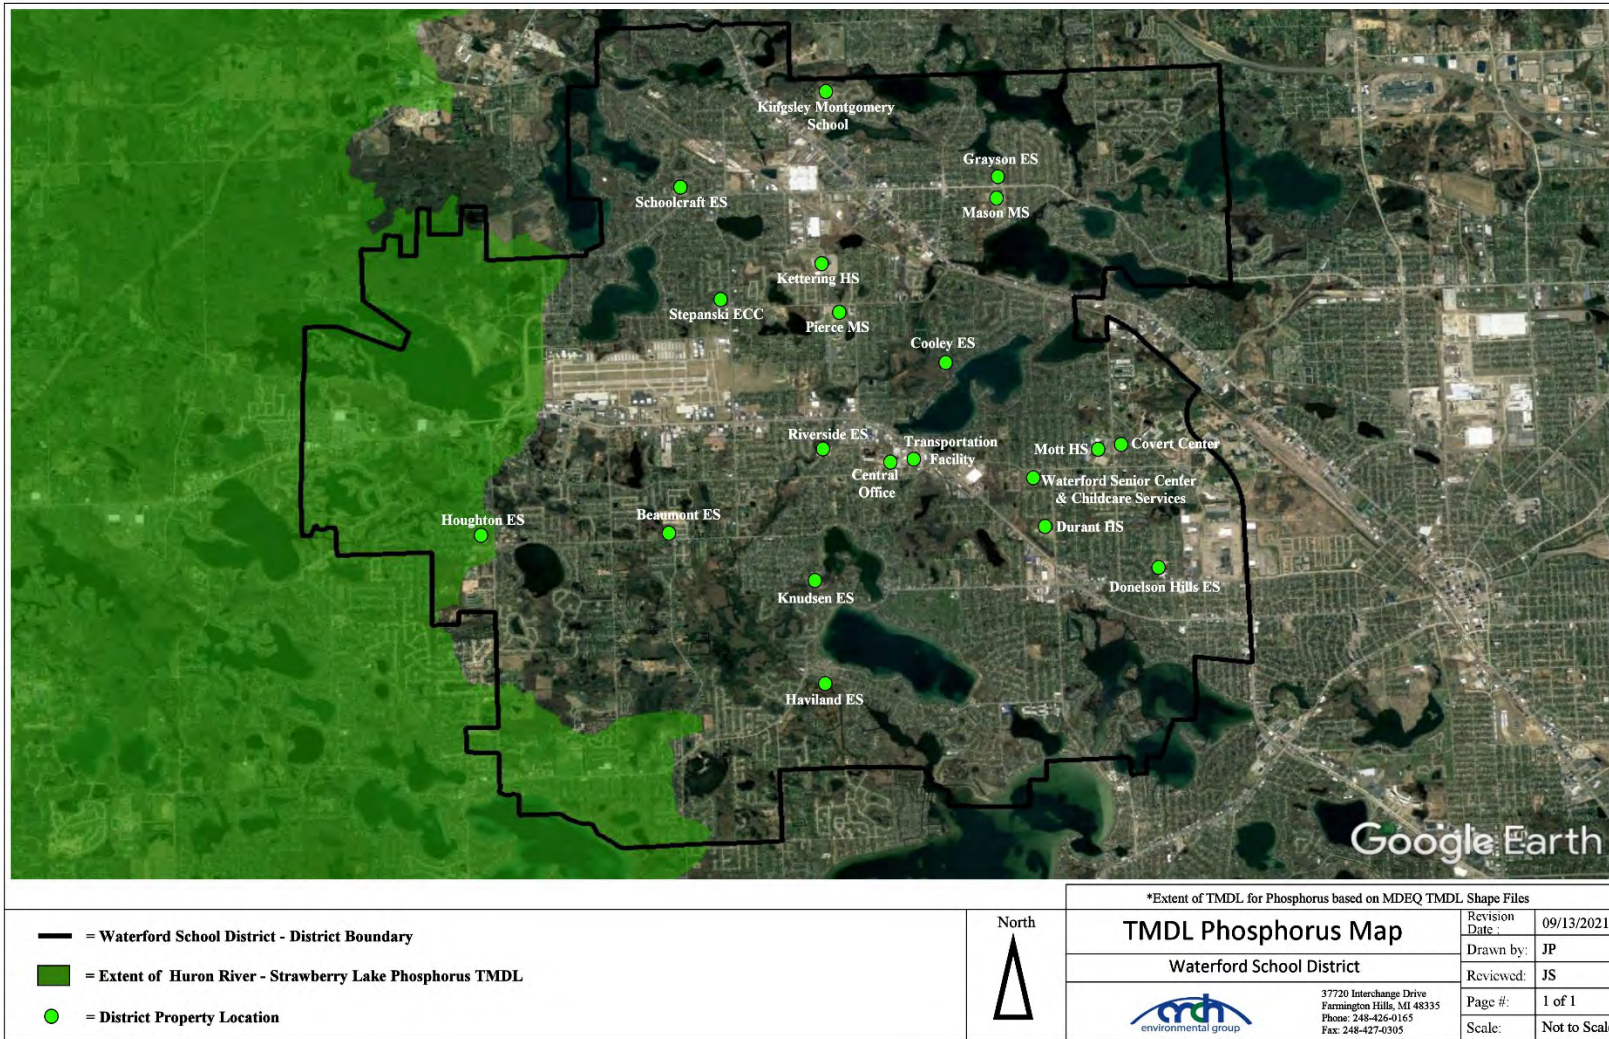 Kingsley Montgomery
School
Grayson ES
Schoolcraft ES
Mason MS
Kettering HS
Stepanski ECC
Pierce MS
Cooley ES
Riverside ES
Transportation
Facility
Central
Office
Mott HS
Covert Center
Waterford Senior Center
& Childcare Services
Houghton ES
Beaumont ES
Durant HS
Knudsen ES
Donelson Hills ES
Haviland ES
Google Earth
*Extent of TMDL for Phosphorus based on MDEQ TMDL Shape Files
= Waterford School District - District Boundary
= Extent of Huron River - Strawberry Lake Phosphorus TMDL
= District Property Location
North
TMDL Phosphorus Map
Waterford School District
mch
environmental group
37720 Interchange Drive
Farmington Hills, MI 48335
Phone: 248-426-0165
Fax: 248-427-0305
Revision
Date :
09/13/2021
Drawn by: JP
Reviewed: JS
Page #: 1 of 1
Scale: Not to Scale